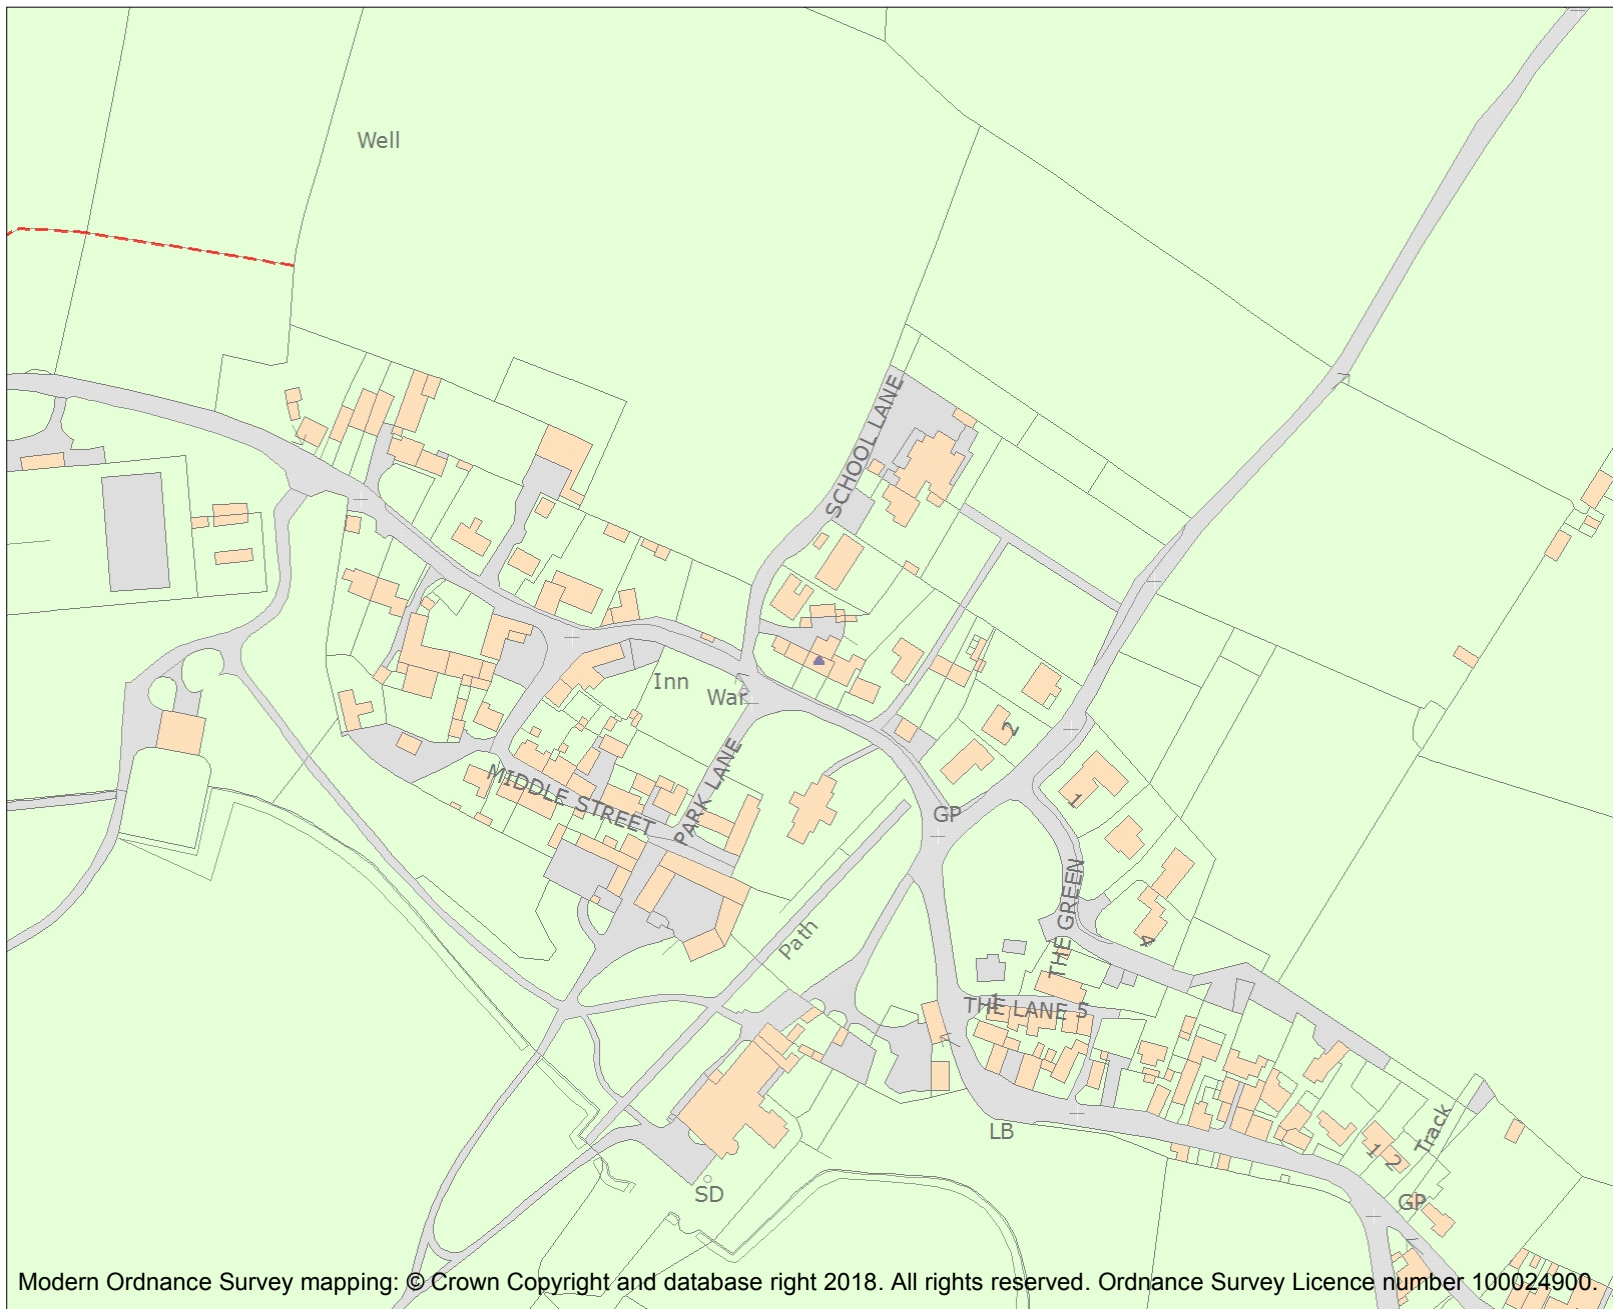 Well
SCHOOL LANE
Inn
War
2
PARK LANE
MIDDLE STREET
1
GP
THE GREEN
Path
4
THE LANE 5
LB
Track
1 2
SD
GP
Modern Ordnance Survey mapping: © Crown Copyright and database right 2018. All rights reserved. Ordnance Survey Licence number 100024900.